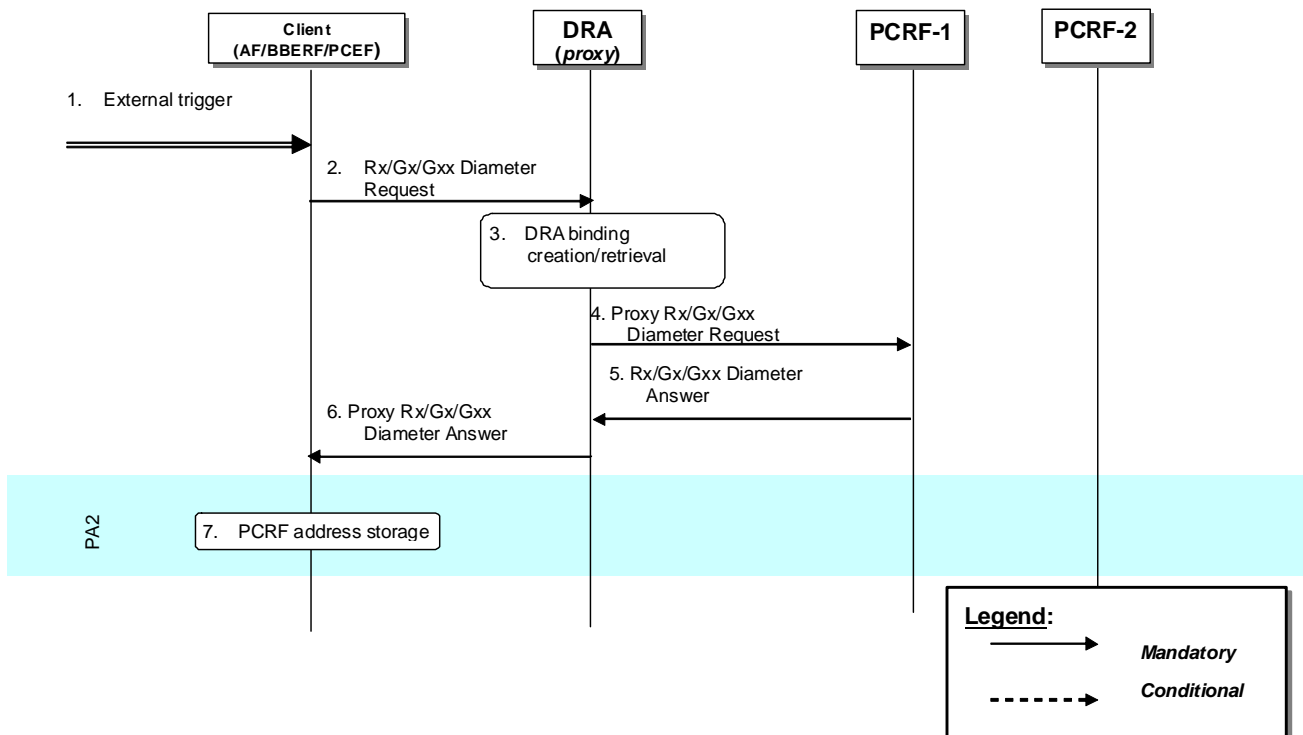 Client
(AF/BBERF/PCEF)
DRA
(proxy)
PCRF-1
PCRF-2
1. External trigger
2. Rx/Gx/Gxx Diameter
Request
3. DRA binding
creation/retrieval
4. Proxy Rx/Gx/Gxx
Diameter Request
5. Rx/Gx/Gxx Diameter
Answer
6. Proxy Rx/Gx/Gxx
Diameter Answer
PA2
7. PCRF address storage
Legend:
Mandatory
Conditional